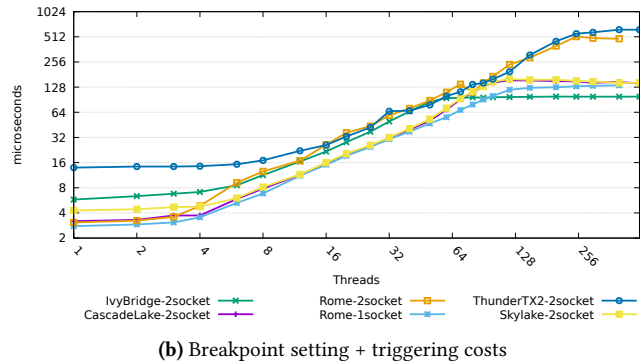 1024
512
256
128
64
32
16
8
4
2
microseconds
1 2 4 8 16 32 64 128 256
Threads
IvyBridge-2socket Rome-2socket ThunderTX2-2socket
CascadeLake-2socket Rome-1socket Skylake-2socket
(b) Breakpoint setting + triggering costs